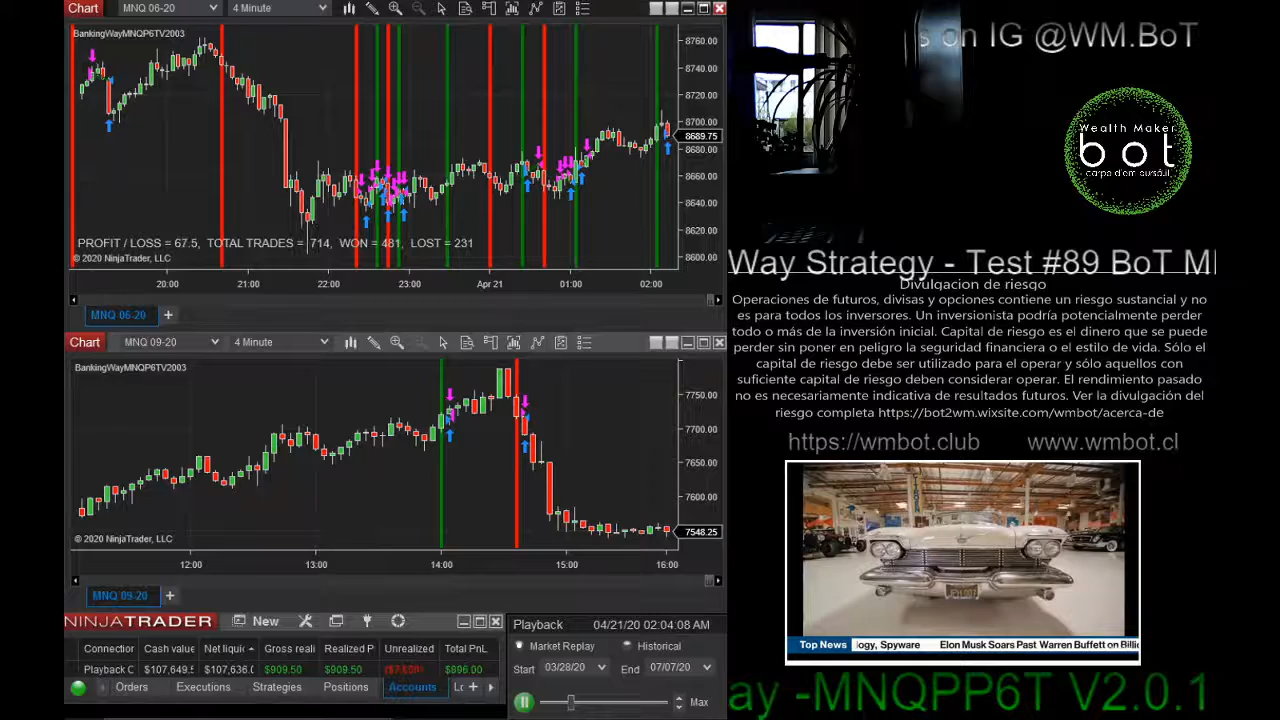 Chart MNQ 06-20 4 Minute
BankingWayMNQP6TV2003
8760.00
8740.00
8720.00
8700.00
8689.75
8680.00
8660.00
8640.00
8620.00
8600.00
PROFIT / LOSS = 67.5, TOTAL TRADES = 714, WON = 481, LOST = 231
© 2020 NinjaTrader, LLC
20:00 21:00 22:00 23:00 Apr 21 01:00 02:00
MNQ 06-20 +
Chart MNQ 09-20 4 Minute
BankingWayMNQP6TV2003
7750.00
7700.00
7650.00
7600.00
7548.25
© 2020 NinjaTrader, LLC
12:00 13:00 14:00 15:00 16:00
MNQ 09-20 +
NINJATRADER New
Connection Cash value Net liquid Gross reali Realized P Unrealized Total PnL
Playback C $107,649.5 $107,636.0 $909.50 $909.50 $896.00
Orders Executions Strategies Positions Accounts
Playback 04/21/20 02:04:08 AM
Market Replay Historical
Start 03/28/20 End 07/07/20
Max
s on IG @WM.BoT
Wealth Maker
bot
Way Strategy - Test #89 BoT M
Divulgacion de riesgo
Operaciones de futuros, divisas y opciones contiene un riesgo sustancial y no
es para todos los inversores. Un inversionista podría potencialmente perder
todo o más de la inversión inicial. Capital de riesgo es el dinero que se puede
perder sin poner en peligro la seguridad financiera o el estilo de vida. Sólo el
capital de riesgo debe ser utilizado para el operar y sólo aquellos con
suficiente capital de riesgo deben considerar operar. El rendimiento pasado
no es necesariamente indicativa de resultados futuros. Ver la divulgación del
riesgo completa https://bot2wm.wixsite.com/wmbot/acerca-de
https://wmbot.club www.wmbot.cl
Top News logy, Spyware Elon Musk Soars Past Warren Buffett on Billi
ay -MNQPP6T V2.0.1